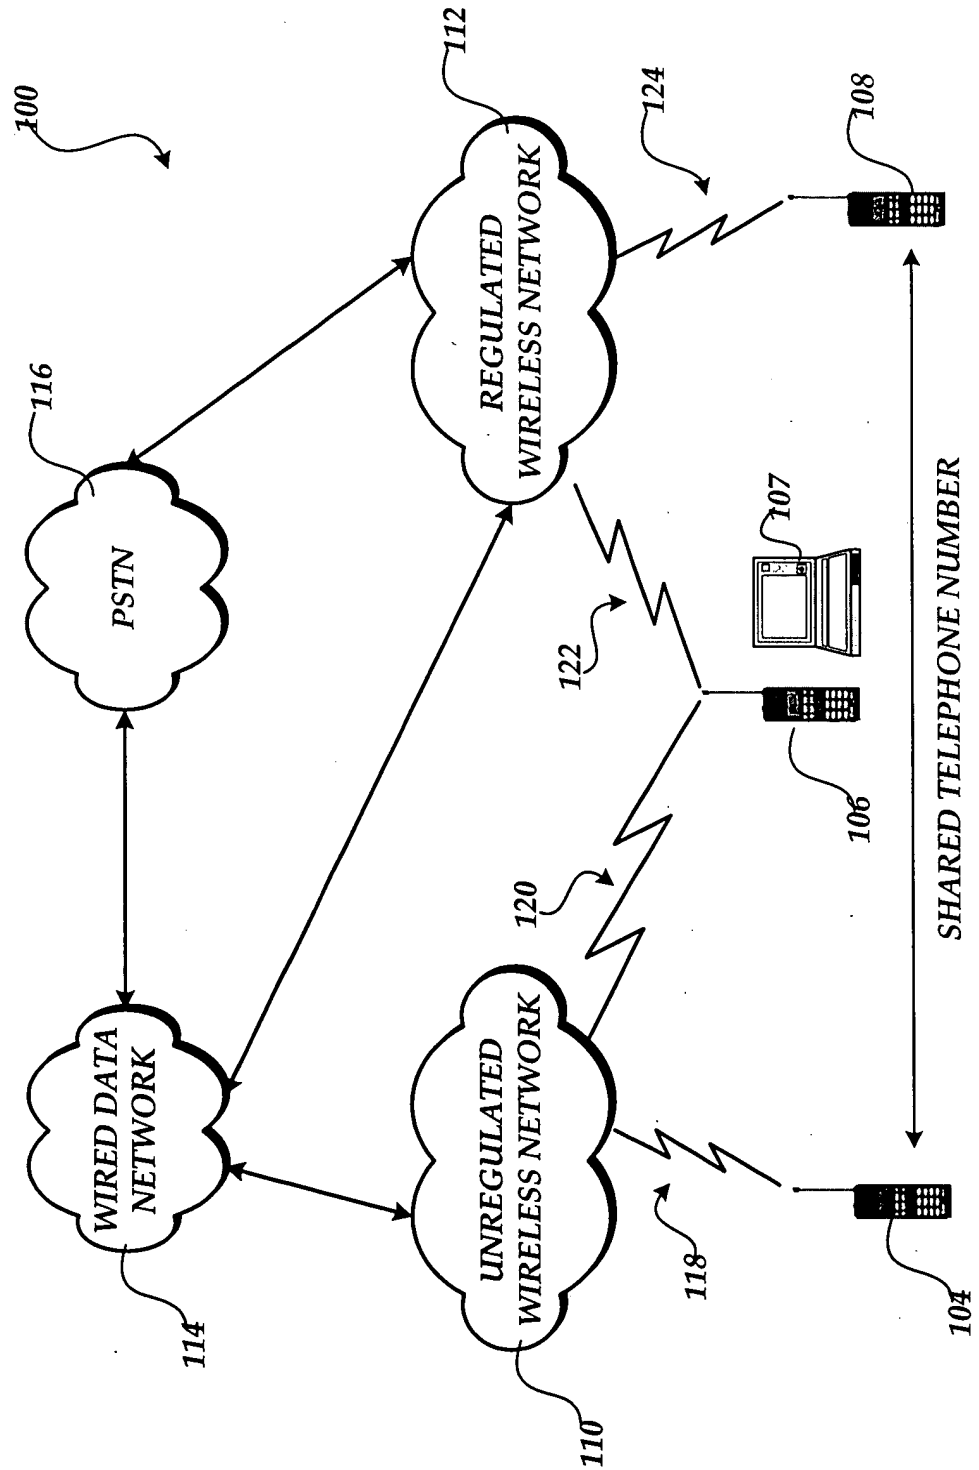 100
116
PSTN
WIRED DATA
NETWORK
114
112
REGULATED
WIRELESS NETWORK
124
UNREGULATED
WIRELESS NETWORK
110
122
120
118
107
108
106
104
SHARED TELEPHONE NUMBER